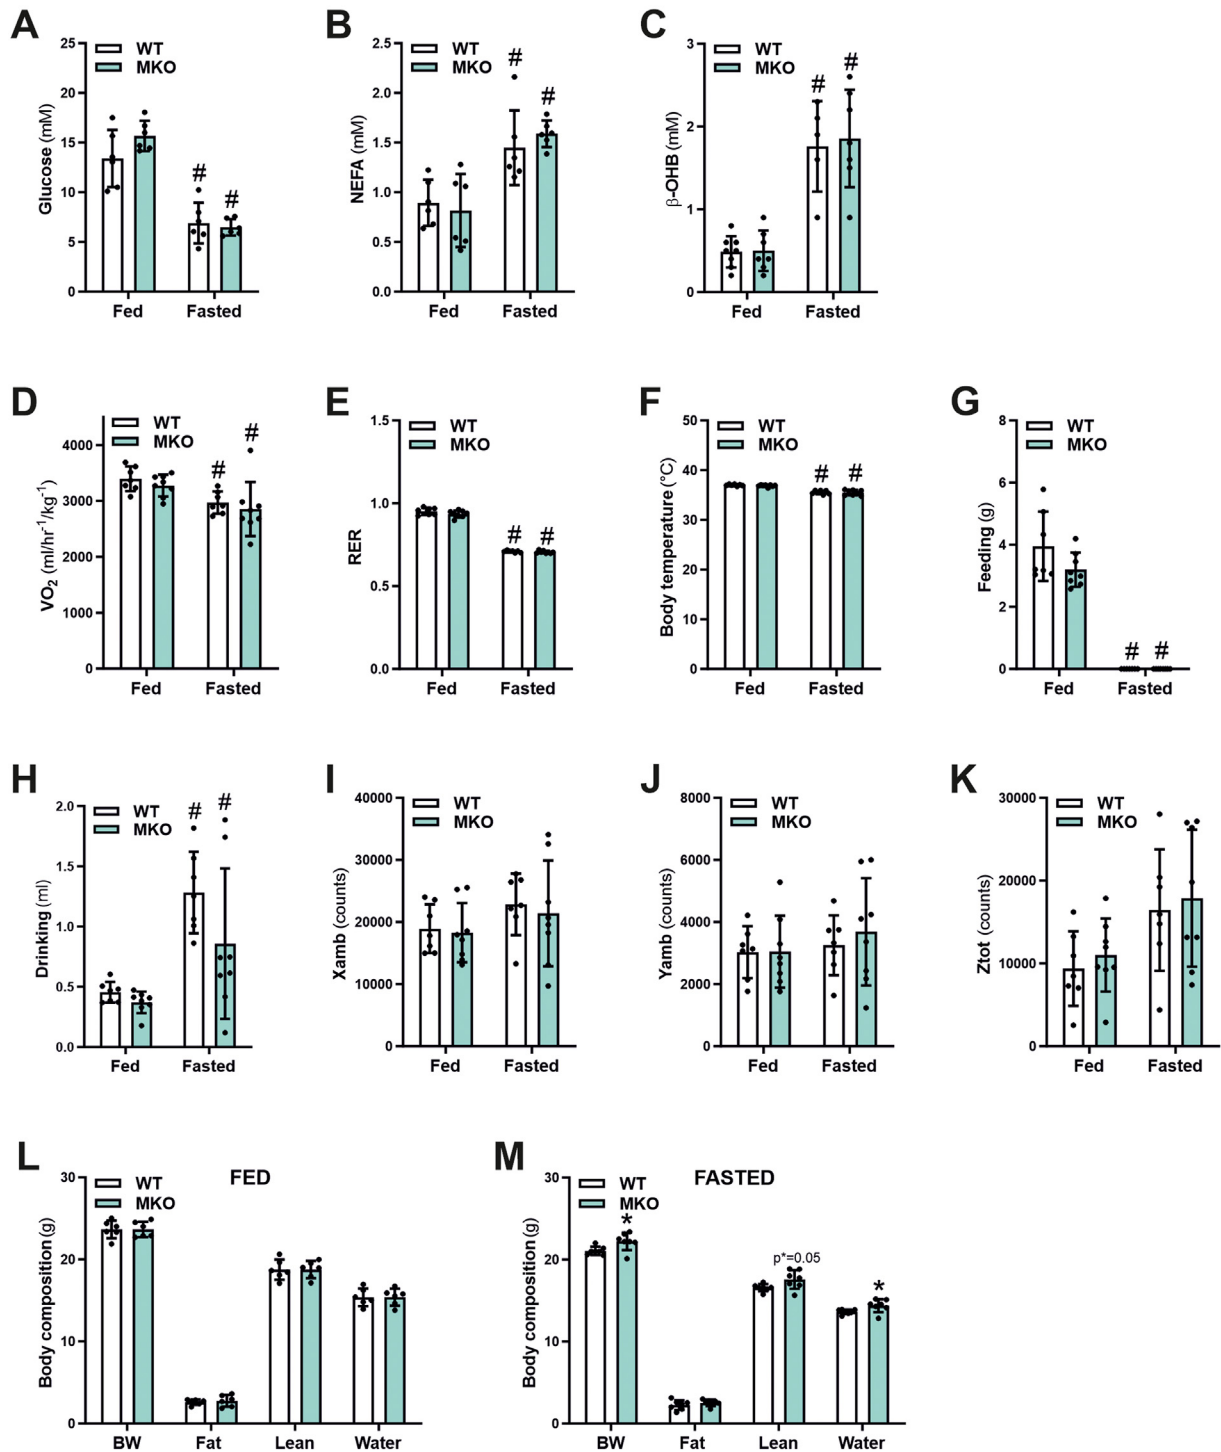 A
Glucose (mM)
25
20
15
10
5
0
WT
MKO
#
#
Fed
Fasted
B
NEFA (mM)
2.5
2.0
1.5
1.0
0.5
0.0
WT
MKO
#
#
Fed
Fasted
C
β-OHB (mM)
3
2
1
0
WT
MKO
#
#
Fed
Fasted
D
VO2 (ml/hr-1/kg-1)
4000
3000
2000
1000
0
WT
MKO
#
#
Fed
Fasted
E
RER
1.5
1.0
0.5
0.0
WT
MKO
#
#
Fed
Fasted
F
Body temperature (°C)
50
40
30
20
10
0
WT
MKO
#
#
Fed
Fasted
G
Feeding (g)
8
6
4
2
0
WT
MKO
#
#
Fed
Fasted
H
Drinking (ml)
2.0
1.5
1.0
0.5
0.0
WT
MKO
#
#
Fed
Fasted
I
Xamb (counts)
40000
30000
20000
10000
0
WT
MKO
Fed
Fasted
J
Yamb (counts)
8000
6000
4000
2000
0
WT
MKO
Fed
Fasted
K
Ztot (counts)
30000
20000
10000
0
WT
MKO
Fed
Fasted
L
FED
Body composition (g)
30
20
10
0
WT
MKO
BW
Fat
Lean
Water
M
FASTED
Body composition (g)
30
20
10
0
WT
MKO
*
p*=0.05
*
BW
Fat
Lean
Water